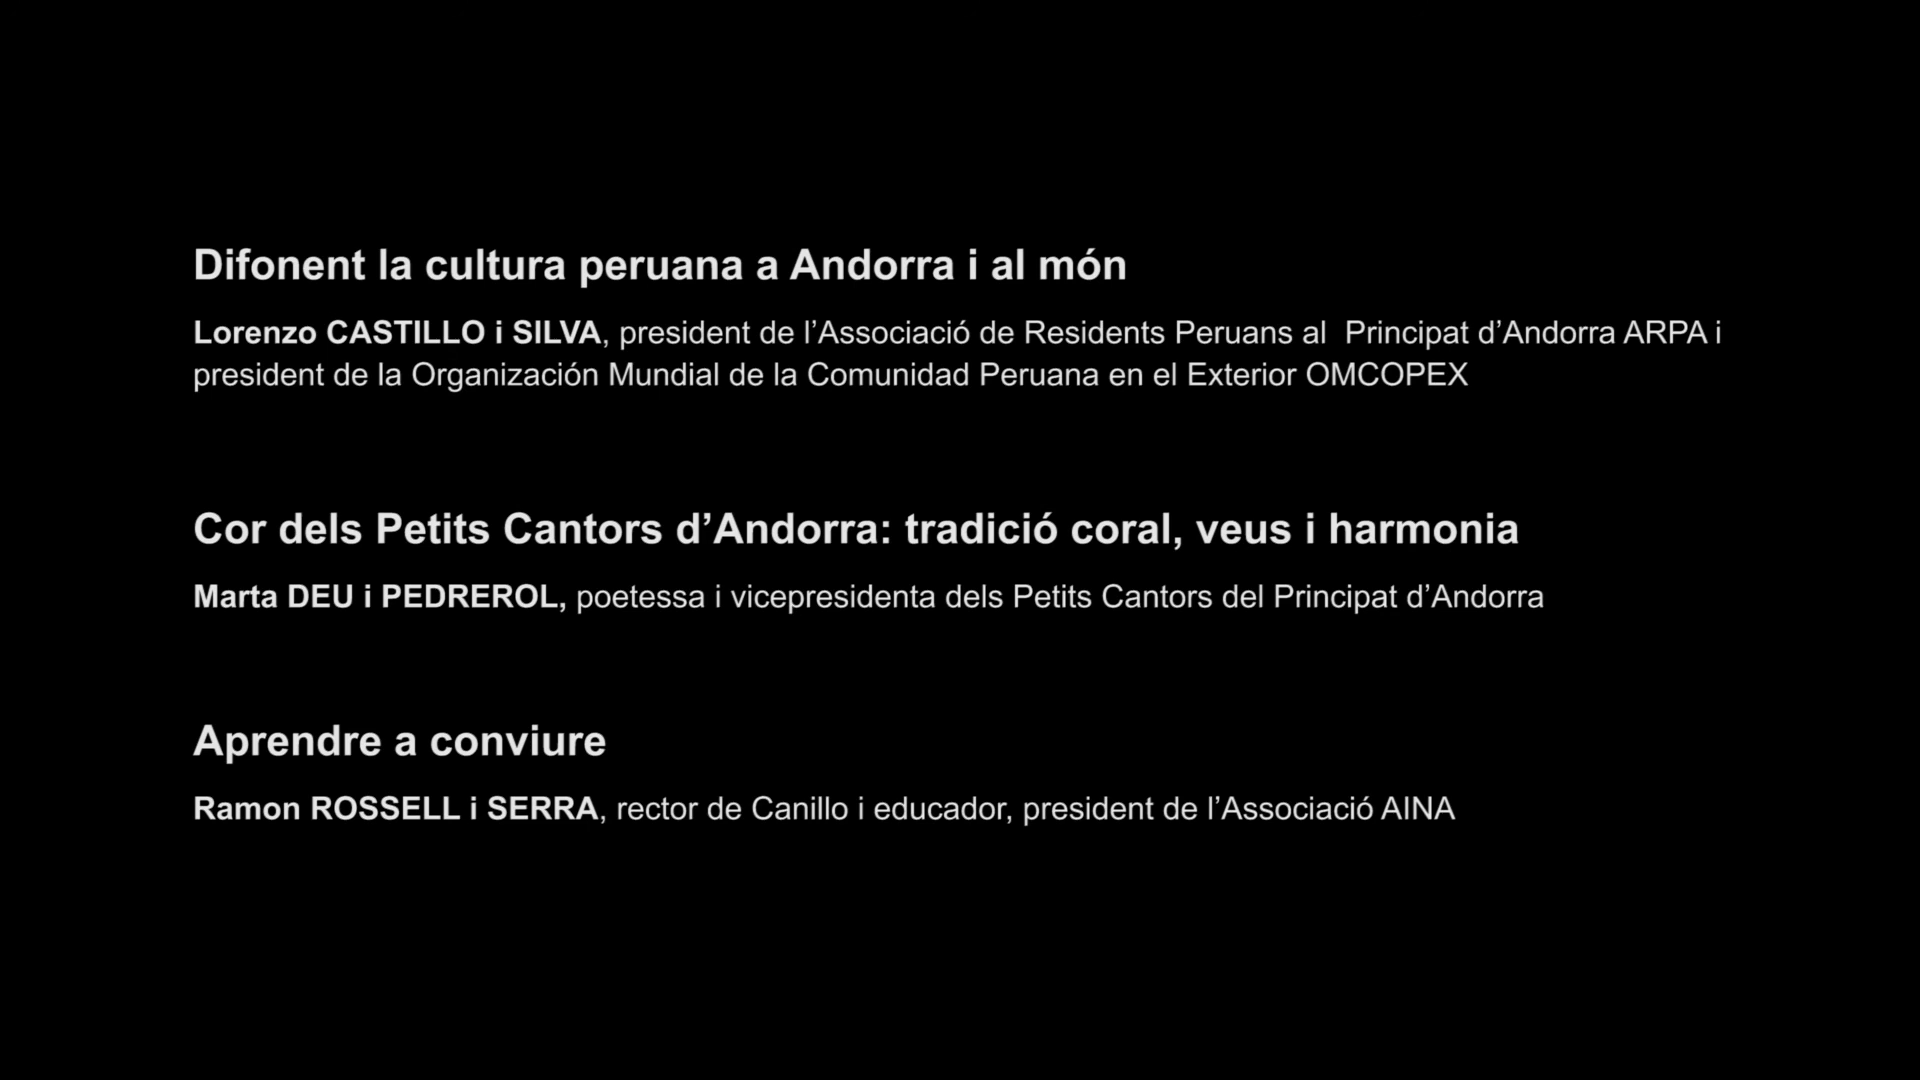 Difonent la cultura peruana a Andorra i al món
Lorenzo CASTILLO i SILVA, president de l’Associació de Residents Peruans al  Principat d’Andorra ARPA i
president de la Organización Mundial de la Comunidad Peruana en el Exterior OMCOPEX
Cor dels Petits Cantors d’Andorra: tradició coral, veus i harmonia
Marta DEU i PEDREROL, poetessa i vicepresidenta dels Petits Cantors del Principat d’Andorra
Aprendre a conviure
Ramon ROSSELL i SERRA, rector de Canillo i educador, president de l’Associació AINA